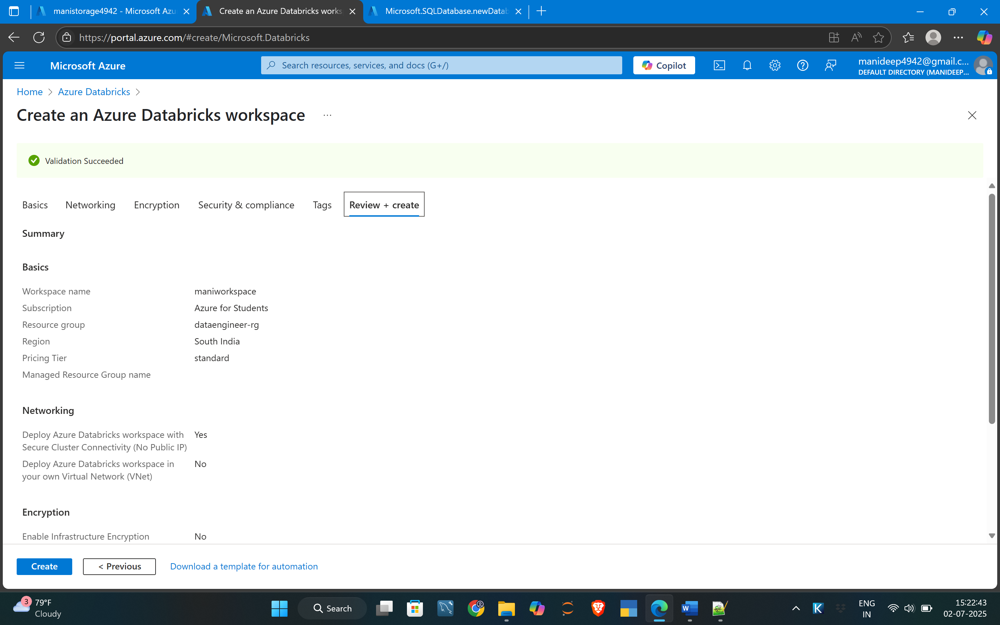 manistorage4942 - Microsoft Azu
Create an Azure Databricks works
Microsoft.SQLDatabase.newDatab
https://portal.azure.com/#create/Microsoft.Databricks
Microsoft Azure
Search resources, services, and docs (G+/)
Copilot
manideep4942@gmail.c...
DEFAULT DIRECTORY (MANIDEEP...
Home > Azure Databricks >
Create an Azure Databricks workspace ...
Validation Succeeded
Basics Networking Encryption Security & compliance Tags Review + create
Summary
Basics
Workspace name maniworkspace
Subscription Azure for Students
Resource group dataengineer-rg
Region South India
Pricing Tier standard
Managed Resource Group name
Networking
Deploy Azure Databricks workspace with Yes
Secure Cluster Connectivity (No Public IP)
Deploy Azure Databricks workspace in No
your own Virtual Network (VNet)
Encryption
Enable Infrastructure Encryption No
Create < Previous Download a template for automation
3 79°F
Cloudy
Search
ENG
IN
15:22:43
02-07-2025